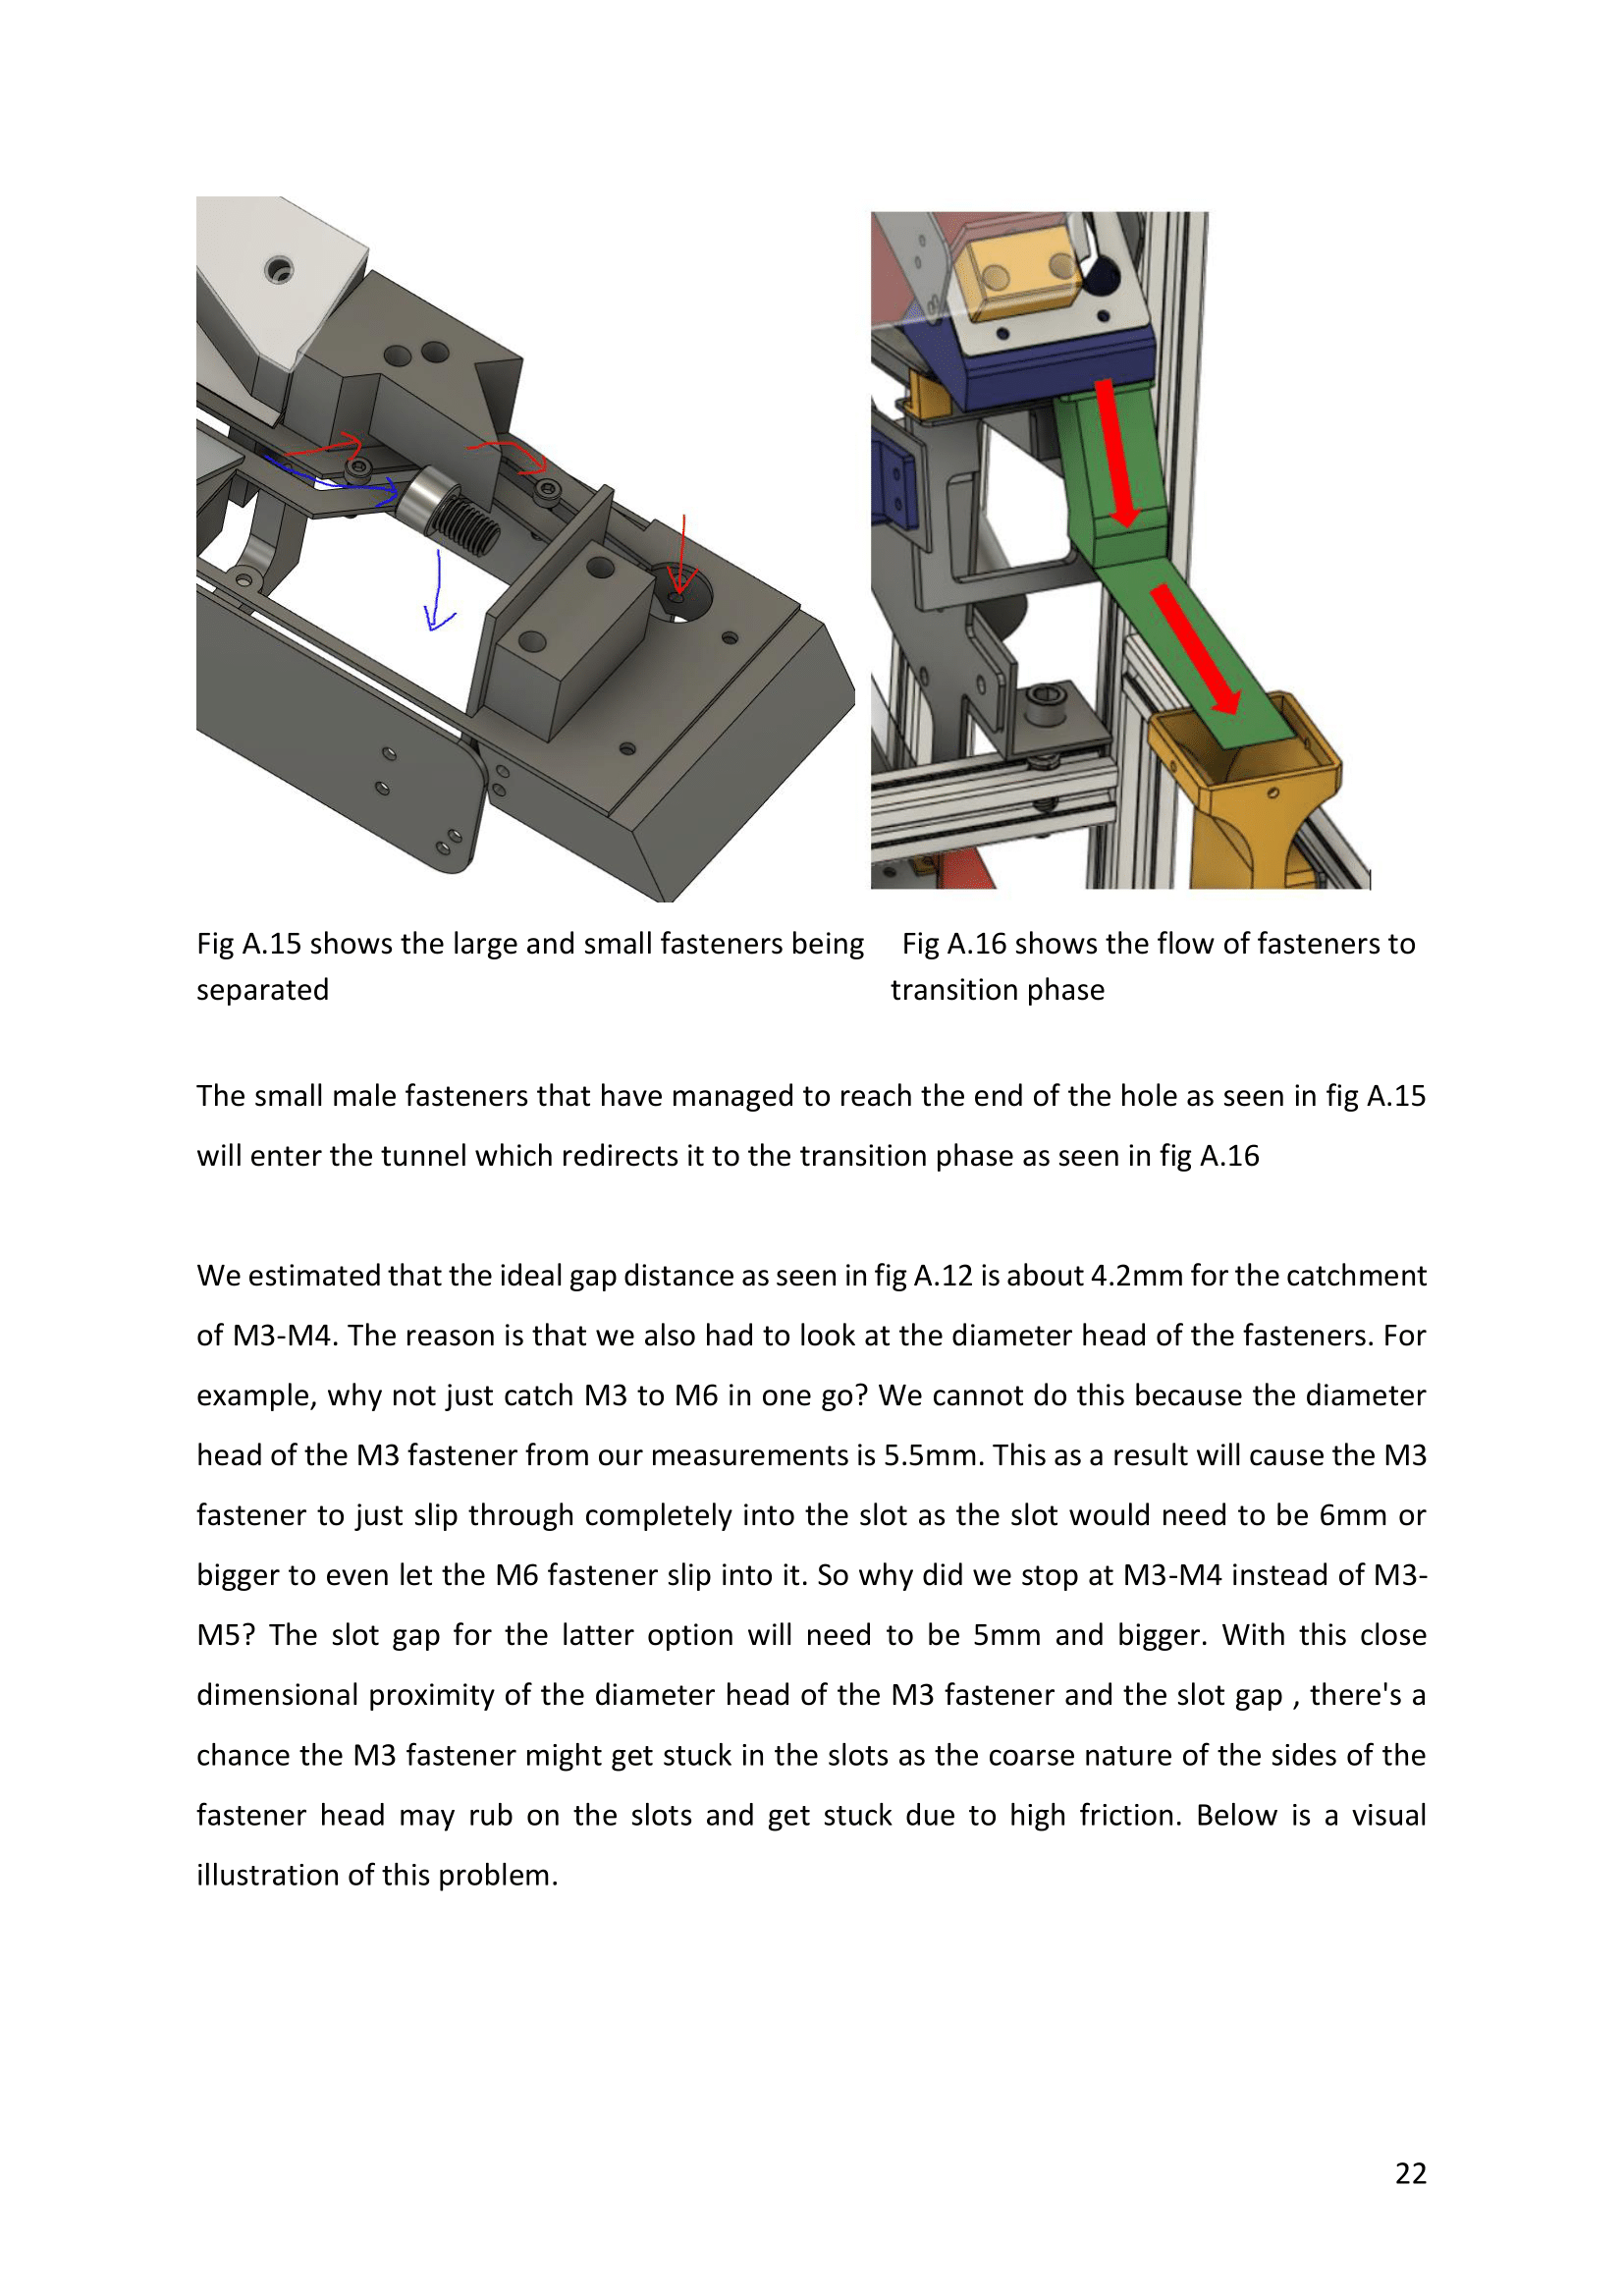 Fig A.15 shows the large and small fasteners being
separated
Fig A.16 shows the flow of fasteners to
transition phase
The small male fasteners that have managed to reach the end of the hole as seen in fig A.15
will enter the tunnel which redirects it to the transition phase as seen in fig A.16
We estimated that the ideal gap distance as seen in fig A.12 is about 4.2mm for the catchment
of M3-M4. The reason is that we also had to look at the diameter head of the fasteners. For
example, why not just catch M3 to M6 in one go? We cannot do this because the diameter
head of the M3 fastener from our measurements is 5.5mm. This as a result will cause the M3
fastener to just slip through completely into the slot as the slot would need to be 6mm or
bigger to even let the M6 fastener slip into it. So why did we stop at M3-M4 instead of M3-
M5? The slot gap for the latter option will need to be 5mm and bigger. With this close
dimensional proximity of the diameter head of the M3 fastener and the slot gap , there's a
chance the M3 fastener might get stuck in the slots as the coarse nature of the sides of the
fastener head may rub on the slots and get stuck due to high friction. Below is a visual
illustration of this problem.
22